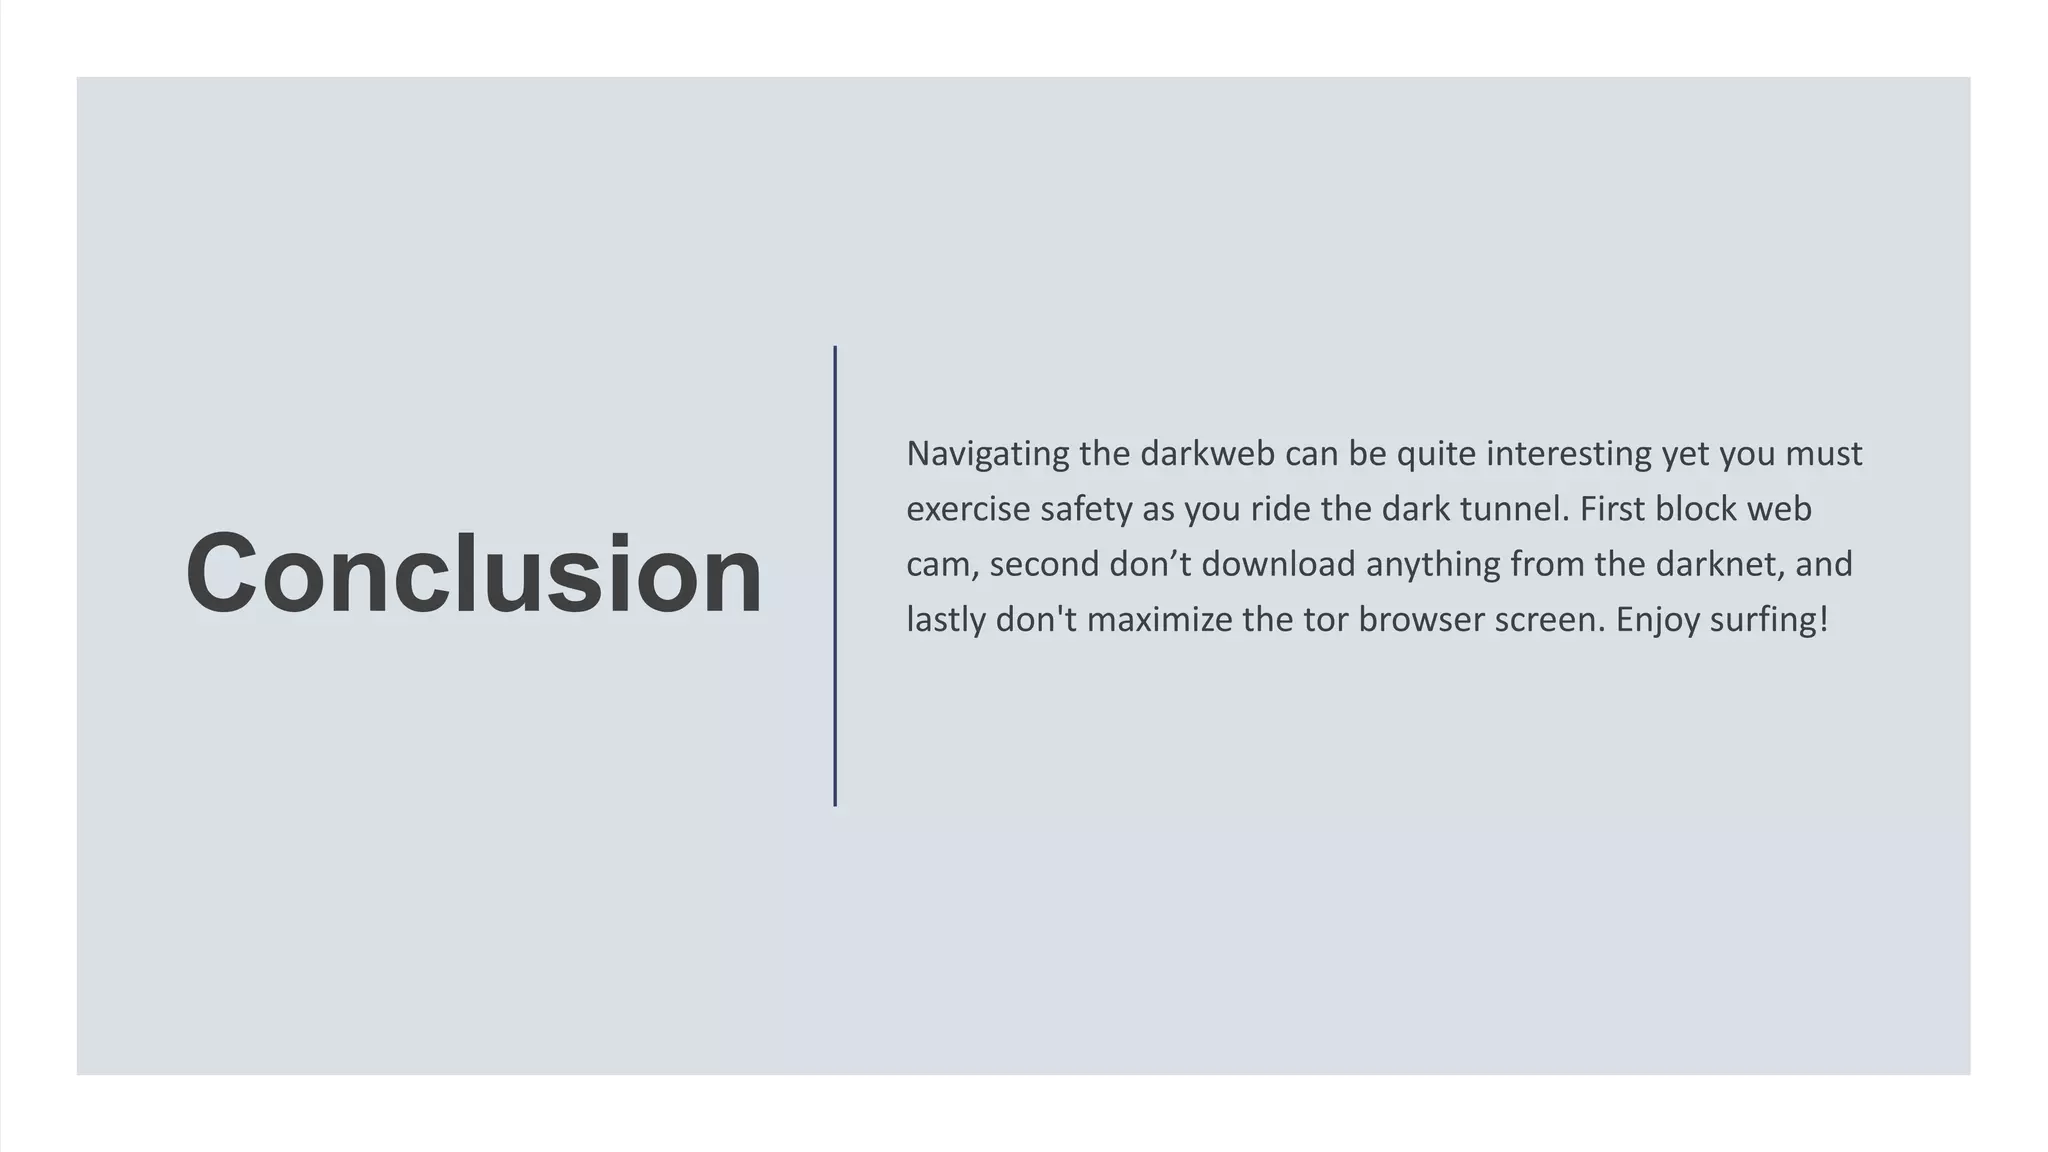 Conclusion
Navigating the darkweb can be quite interesting yet you must
exercise safety as you ride the dark tunnel. First block web
cam, second don’t download anything from the darknet, and
lastly don't maximize the tor browser screen. Enjoy surfing!